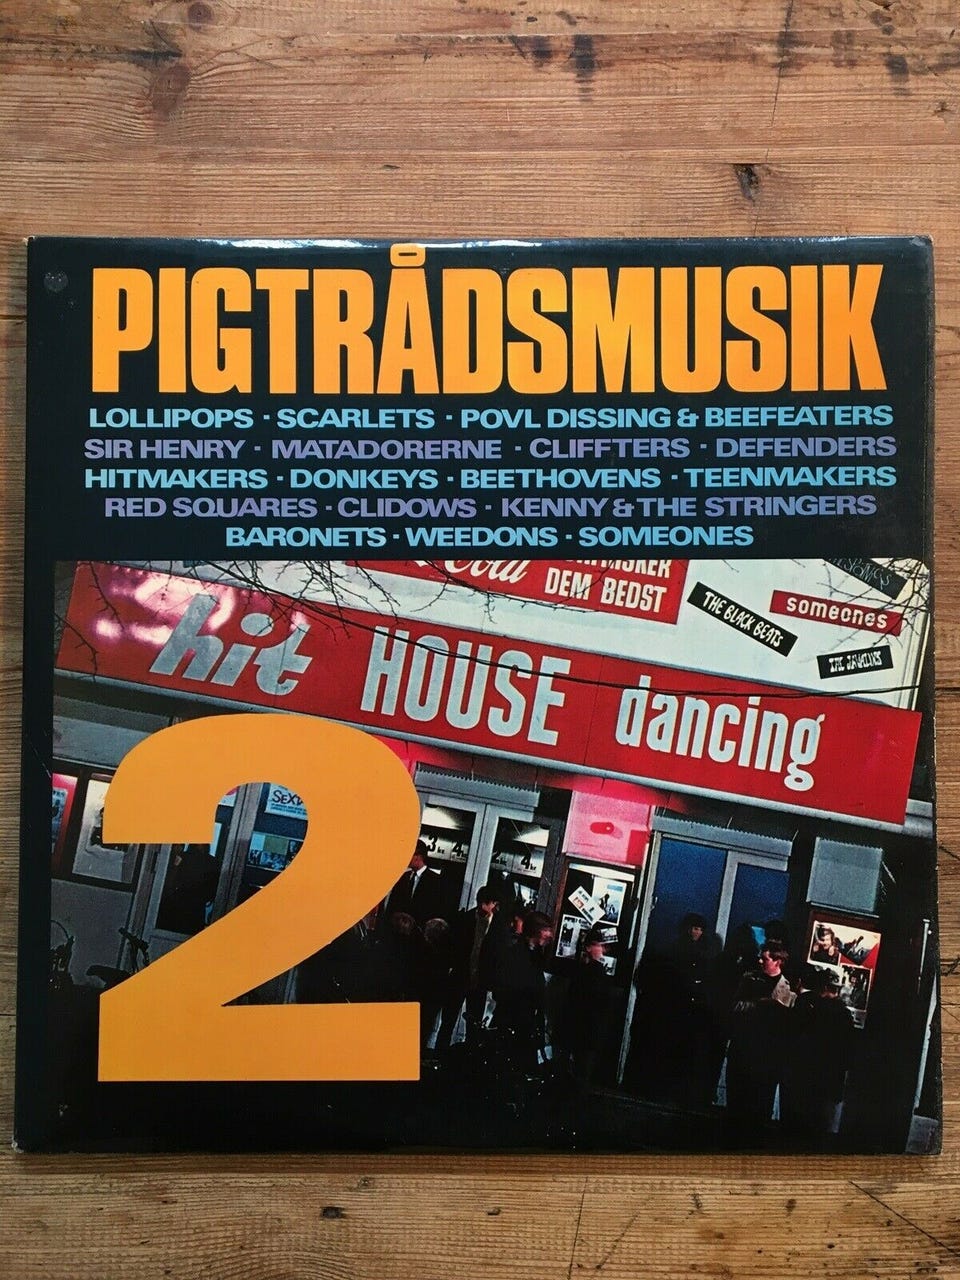 PIGTRÅDSMUSIK
LOLLIPOPS · SCARLETS · POVL DISSING & BEEFEATERS
SIR HENRY · MATADORERNE · CLIFFTERS · DEFENDERS
HITMAKERS · DONKEYS · BEETHOVENS · TEENMAKERS
RED SQUARES · CLIDOWS · KENNY & THE STRINGERS
BARONETS · WEEDONS · SOMEONES
Cola
DEM BEDST
THE BLACK BEATS
someones
hit HOUSE dancing
2